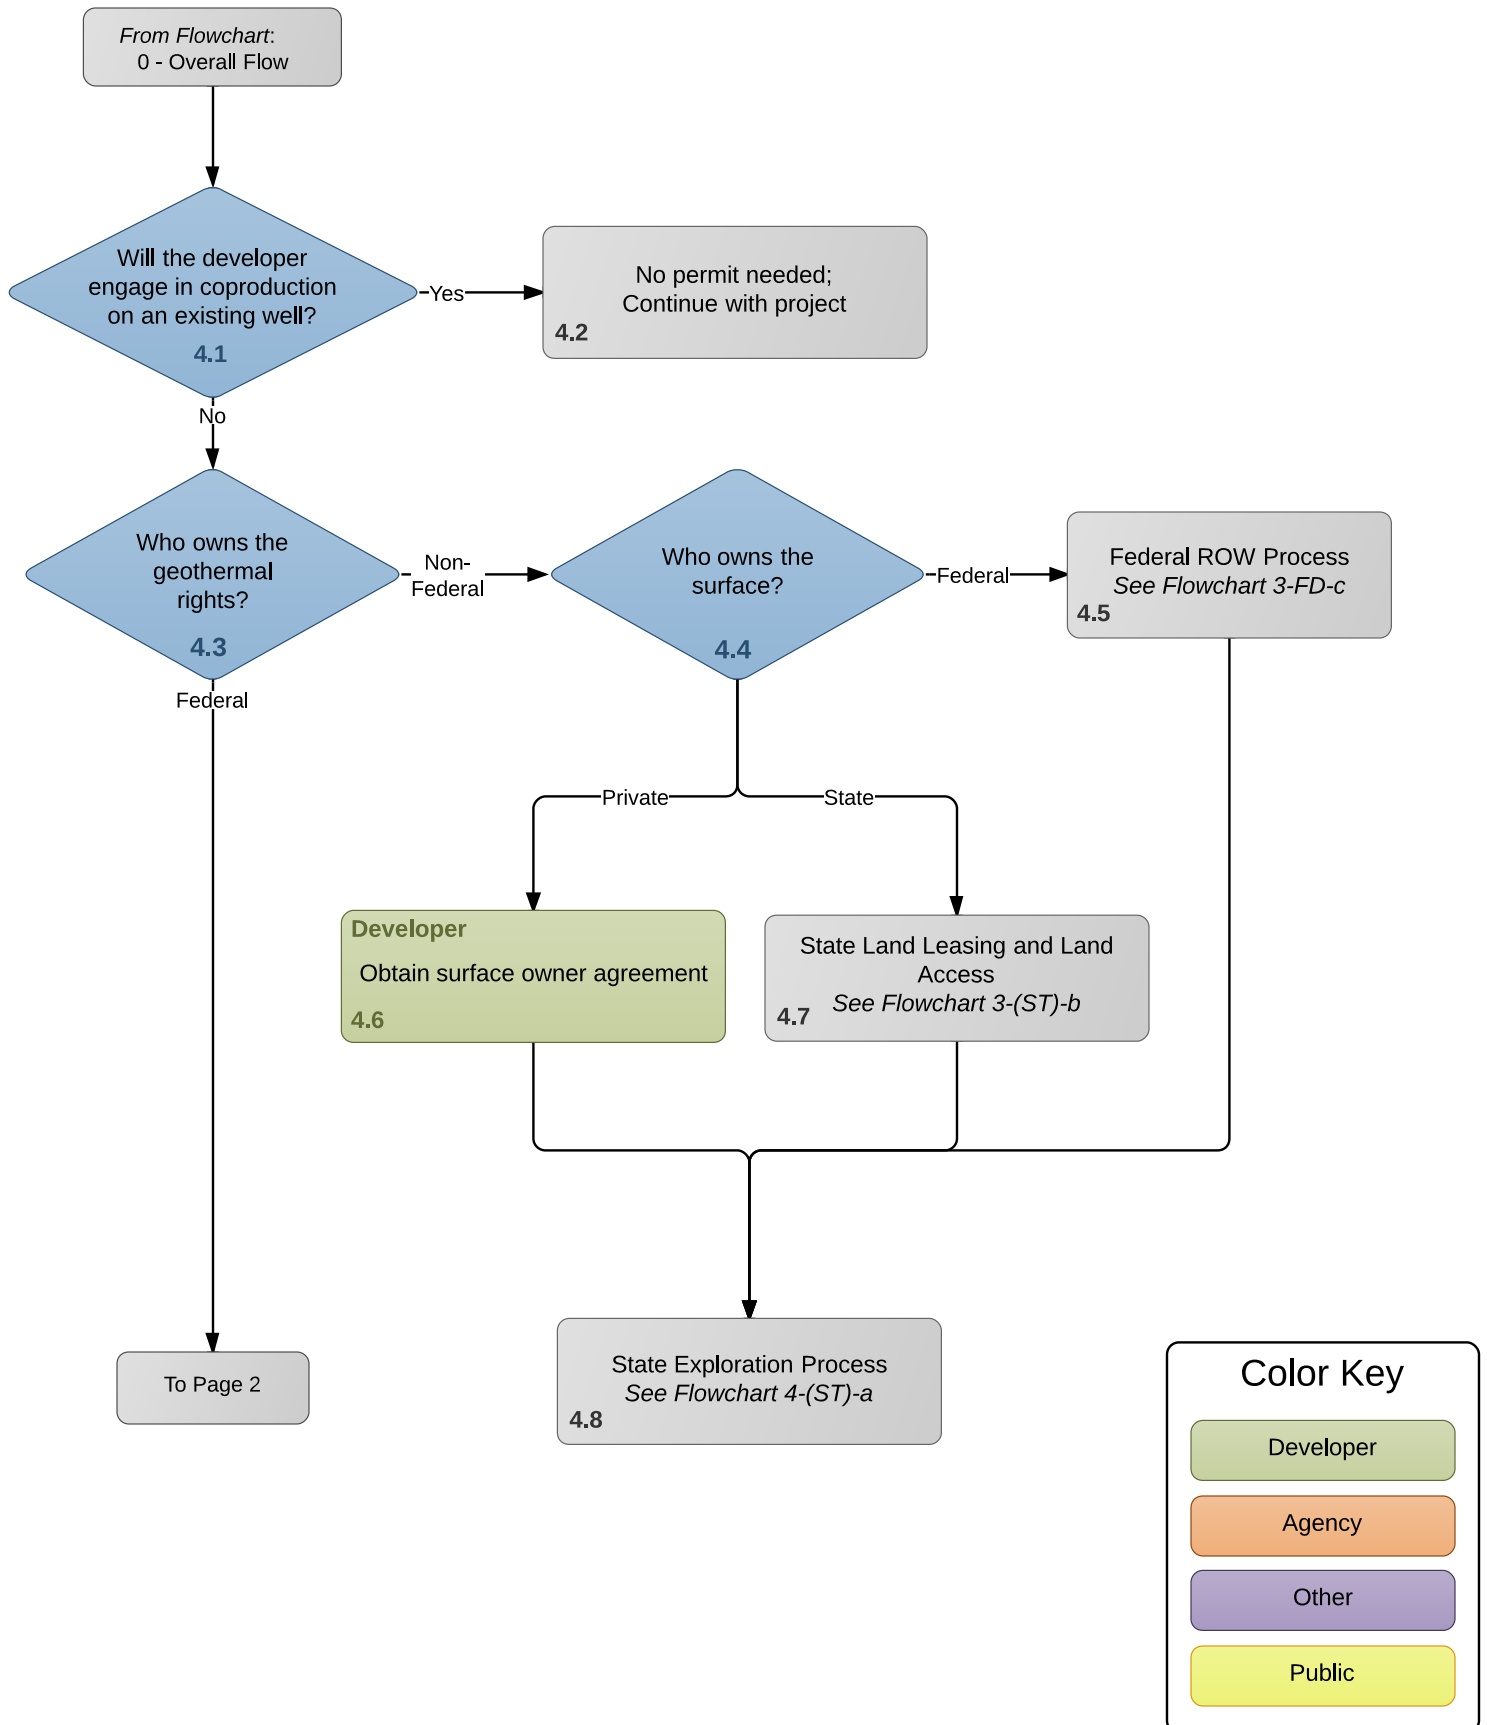 From Flowchart:
0 - Overall Flow
Will the developer
engage in coproduction
on an existing well?
4.1
Yes
No permit needed;
Continue with project
4.2
No
Who owns the
geothermal
rights?
4.3
Non-
Federal
Who owns the
surface?
4.4
Federal
Federal ROW Process
See Flowchart 3-FD-c
4.5
Federal
Private
State
Developer
Obtain surface owner agreement
4.6
State Land Leasing and Land
Access
See Flowchart 3-(ST)-b
4.7
To Page 2
State Exploration Process
See Flowchart 4-(ST)-a
4.8
Color Key
Developer
Agency
Other
Public